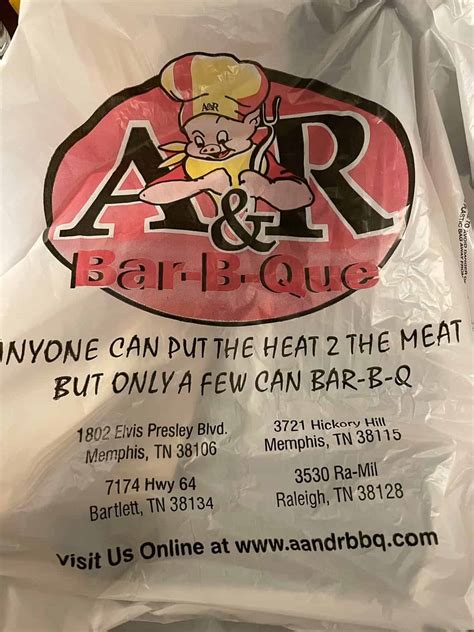 A&R
A&R
Bar-B-Que
NYONE CAN PUT THE HEAT 2 THE MEAT
BUT ONLY A FEW CAN BAR-B-Q
1802 Elvis Presley Blvd.
Memphis, TN 38106
3721 Hickory Hill
Memphis, TN 38115
7174 Hwy 64
Bartlett, TN 38134
3530 Ra-Mil
Raleigh, TN 38128
Visit Us Online at www.aandrbbq.com